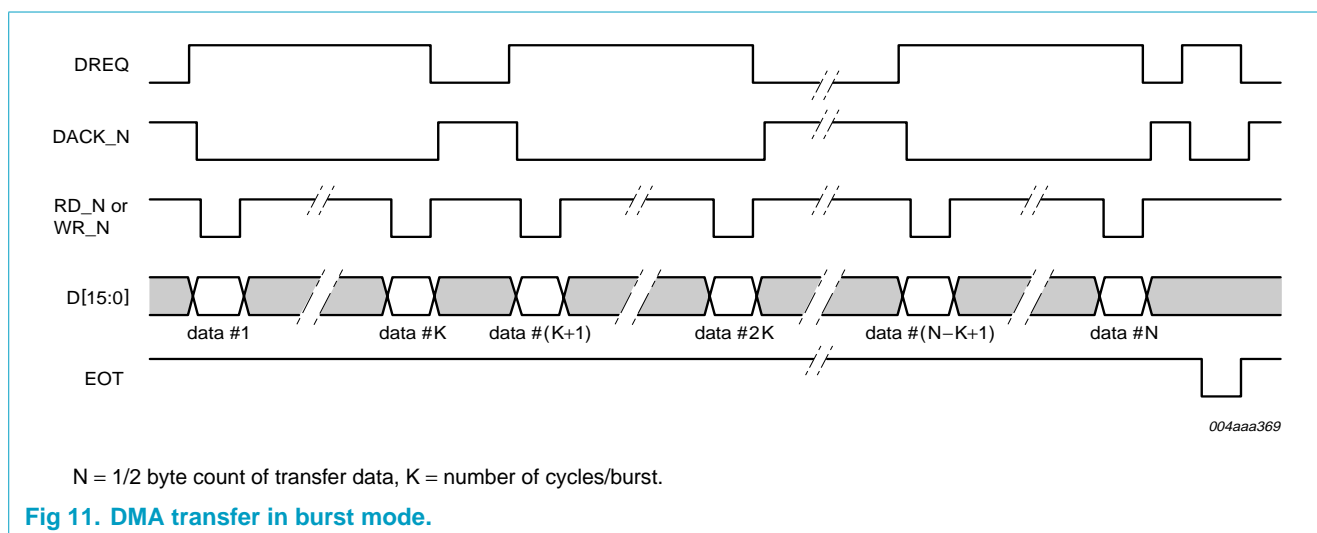 DREQ
DACK_N
RD_N or
WR_N
D[15:0]
data #1 data #K data #(K+1) data #2K data #(N−K+1) data #N
EOT
004aaa369
N = 1/2 byte count of transfer data, K = number of cycles/burst.
Fig 11. DMA transfer in burst mode.